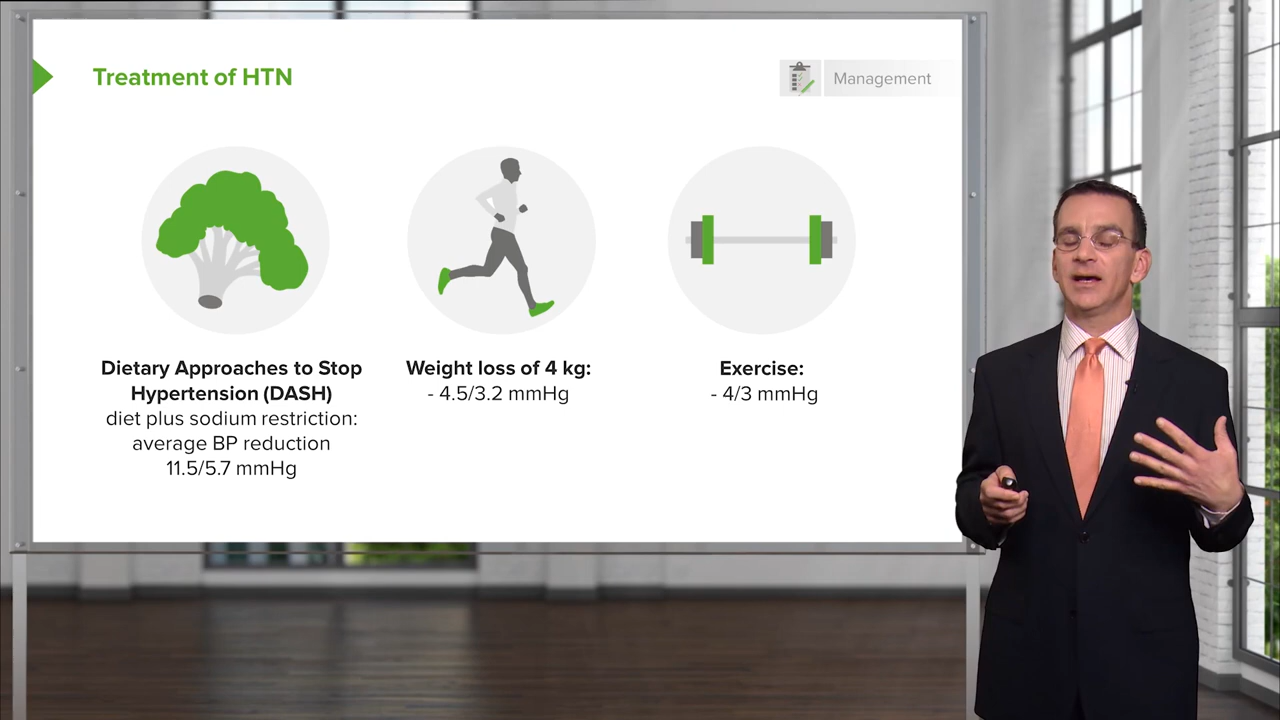 Treatment of HTN
Management
Dietary Approaches to Stop
Hypertension (DASH)
diet plus sodium restriction:
average BP reduction
11.5/5.7 mmHg
Weight loss of 4 kg:
- 4.5/3.2 mmHg
Exercise:
- 4/3 mmHg